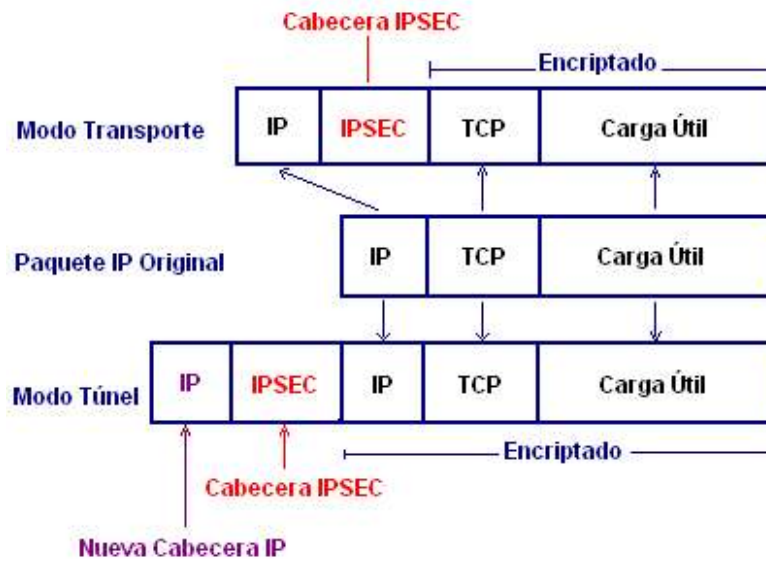 Cabecera IPSEC
Encriptado
Modo Transporte
IP IPSEC TCP Carga Útil
Paquete IP Original
IP TCP Carga Útil
Modo Túnel
IP IPSEC IP TCP Carga Útil
Encriptado
Cabecera IPSEC
Nueva Cabecera IP